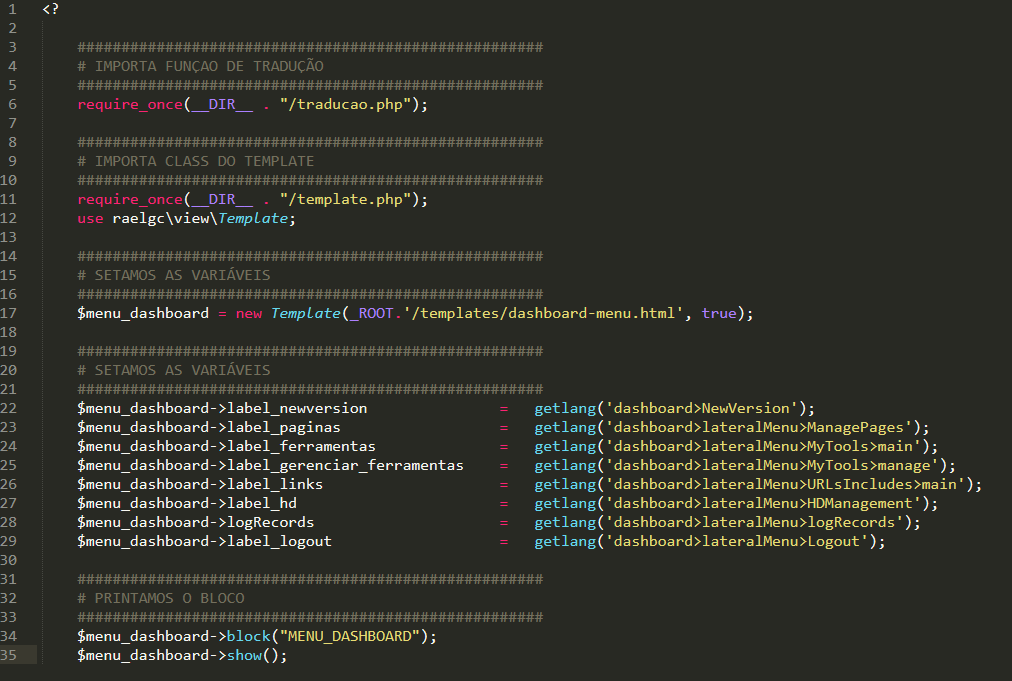 1 <?
2
3 #####################################################
4 # IMPORTA FUNÇAO DE TRADUÇÃO
5 #####################################################
6 require_once(__DIR__ . "/traducao.php");
7
8 #####################################################
9 # IMPORTA CLASS DO TEMPLATE
10 #####################################################
11 require_once(__DIR__ . "/template.php");
12 use raelgc\view\Template;
13
14 #####################################################
15 # SETAMOS AS VARIÁVEIS
16 #####################################################
17 $menu_dashboard = new Template(_ROOT.'/templates/dashboard-menu.html', true);
18
19 #####################################################
20 # SETAMOS AS VARIÁVEIS
21 #####################################################
22 $menu_dashboard->label_newversion = getlang('dashboard>NewVersion');
23 $menu_dashboard->label_paginas = getlang('dashboard>lateralMenu>ManagePages');
24 $menu_dashboard->label_ferramentas = getlang('dashboard>lateralMenu>MyTools>main');
25 $menu_dashboard->label_gerenciar_ferramentas = getlang('dashboard>lateralMenu>MyTools>manage');
26 $menu_dashboard->label_links = getlang('dashboard>lateralMenu>URLsIncludes>main');
27 $menu_dashboard->label_hd = getlang('dashboard>lateralMenu>HDManagement');
28 $menu_dashboard->logRecords = getlang('dashboard>lateralMenu>logRecords');
29 $menu_dashboard->label_logout = getlang('dashboard>lateralMenu>Logout');
30
31 #####################################################
32 # PRINTAMOS O BLOCO
33 #####################################################
34 $menu_dashboard->block("MENU_DASHBOARD");
35 $menu_dashboard->show();